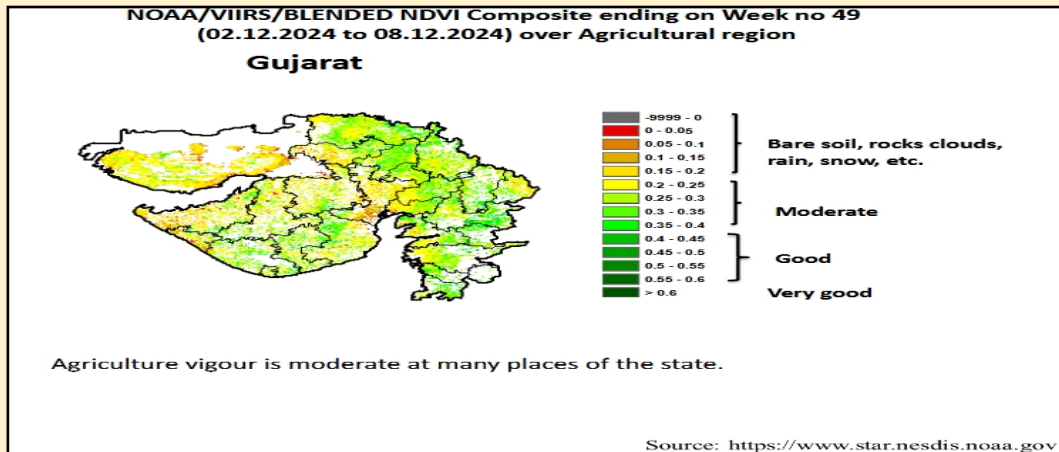 NOAA/VIIRS/BLENDED NDVI Composite ending on Week no 49
(02.12.2024 to 08.12.2024) over Agricultural region
Gujarat
-9999 - 0
0 - 0.05
0.05 - 0.1
0.1 - 0.15
0.15 - 0.2
0.2 - 0.25
0.25 - 0.3
0.3 - 0.35
0.35 - 0.4
0.4 - 0.45
0.45 - 0.5
0.5 - 0.55
0.55 - 0.6
> 0.6
Bare soil, rocks clouds,
rain, snow, etc.
Moderate
Good
Very good
Agriculture vigour is moderate at many places of the state.
Source: https://www.star.nesdis.noaa.gov